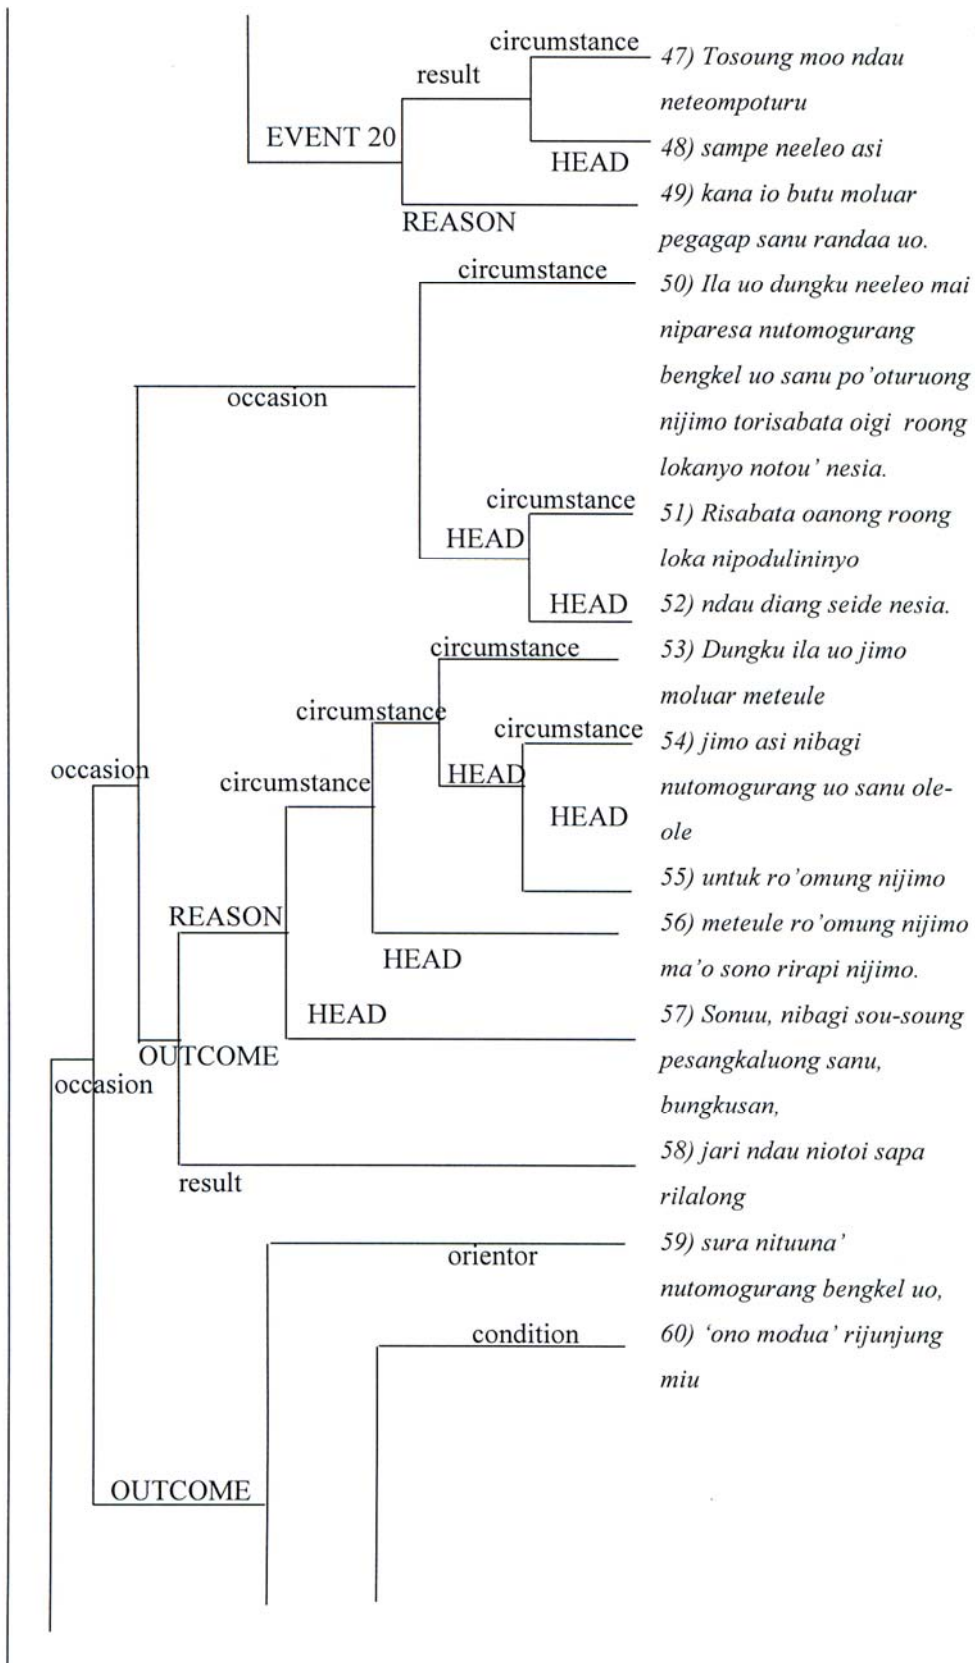 circumstance
47) Tosoung moo ndau
result
neteompoturu
EVENT 20
48) sampe neeleo asi
HEAD
49) kana io butu moluar
REASON
pegagap sanu randaa uo.
circumstance
50) Ila uo dungku neeleo mai
niparesa nutomogurang
bengkel uo sanu po'oturuong
occasion
nijimo torisabata oigi roong
lokanyo notou' nesia.
circumstance
51) Risabata oanong roong
HEAD
loka nipodulininyo
HEAD
52) ndau diang seide nesia.
circumstance
53) Dungku ila uo jimo
moluar meteule
circumstance
circumstance
54) jimo asi nibagi
occasion
circumstance
HEAD
nutomogurang uo sanu ole-
HEAD
ole
55) untuk ro'omung nijimo
REASON
56) meteule ro'omung nijimo
HEAD
ma'o sono rirapi nijimo.
HEAD
57) Sonuu, nibagi sou-soung
OUTCOME
pesangkaluong sanu,
occasion
bungkusan,
58) jari ndau niotoi sapa
result
rilalong
59) sura nituuna'
orientor
nutomogurang bengkel uo,
condition
60) 'ono modua' rijunjung
miu
OUTCOME